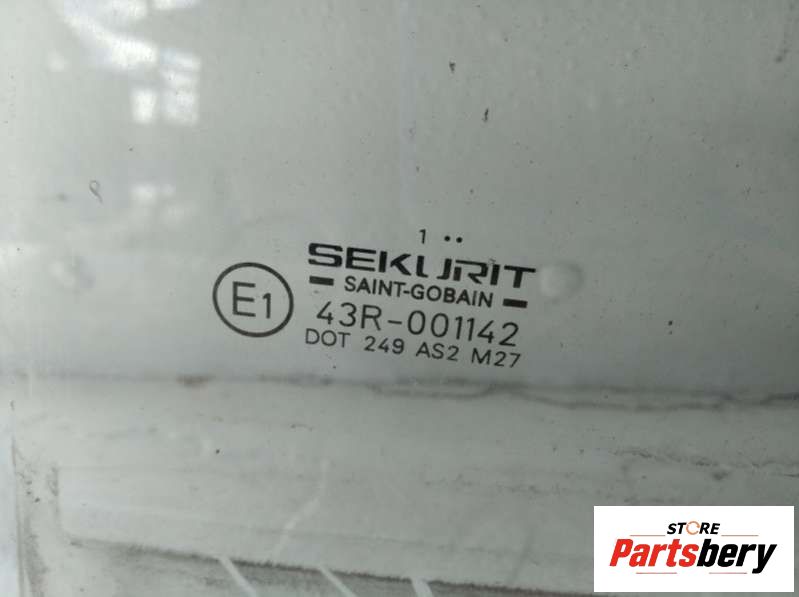 1 ..
SEKURIT
SAINT-GOBAIN
E1
43R-001142
DOT 249 AS2 M27
STORE
Partsbery